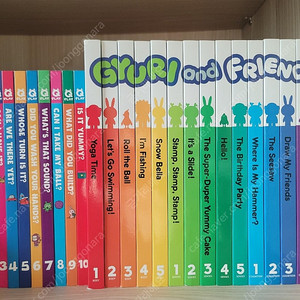 GYURI and FRIEN
ARE WE THERE YET?
WHOSE TURN IS IT?
DID YOU WASH YOUR HANDS?
WHAT'S THAT SOUND?
CAN I TAKE MY BALL?
IS IT YUMMY?
3
4
5
6
7
8
9
10
Yoga Time
1
Let's Go Swimming!
2
Roll the Ball
3
I'm Fishing
4
Snow Bella
5
Stamp, Stamp, Stamp!
1
It's a Slide!
2
The Super-Duper Yummy Cake
3
Hello!
4
The Birthday Party
5
Where Is My Hammer?
1
The Seesaw
2
Draw My Friends
3